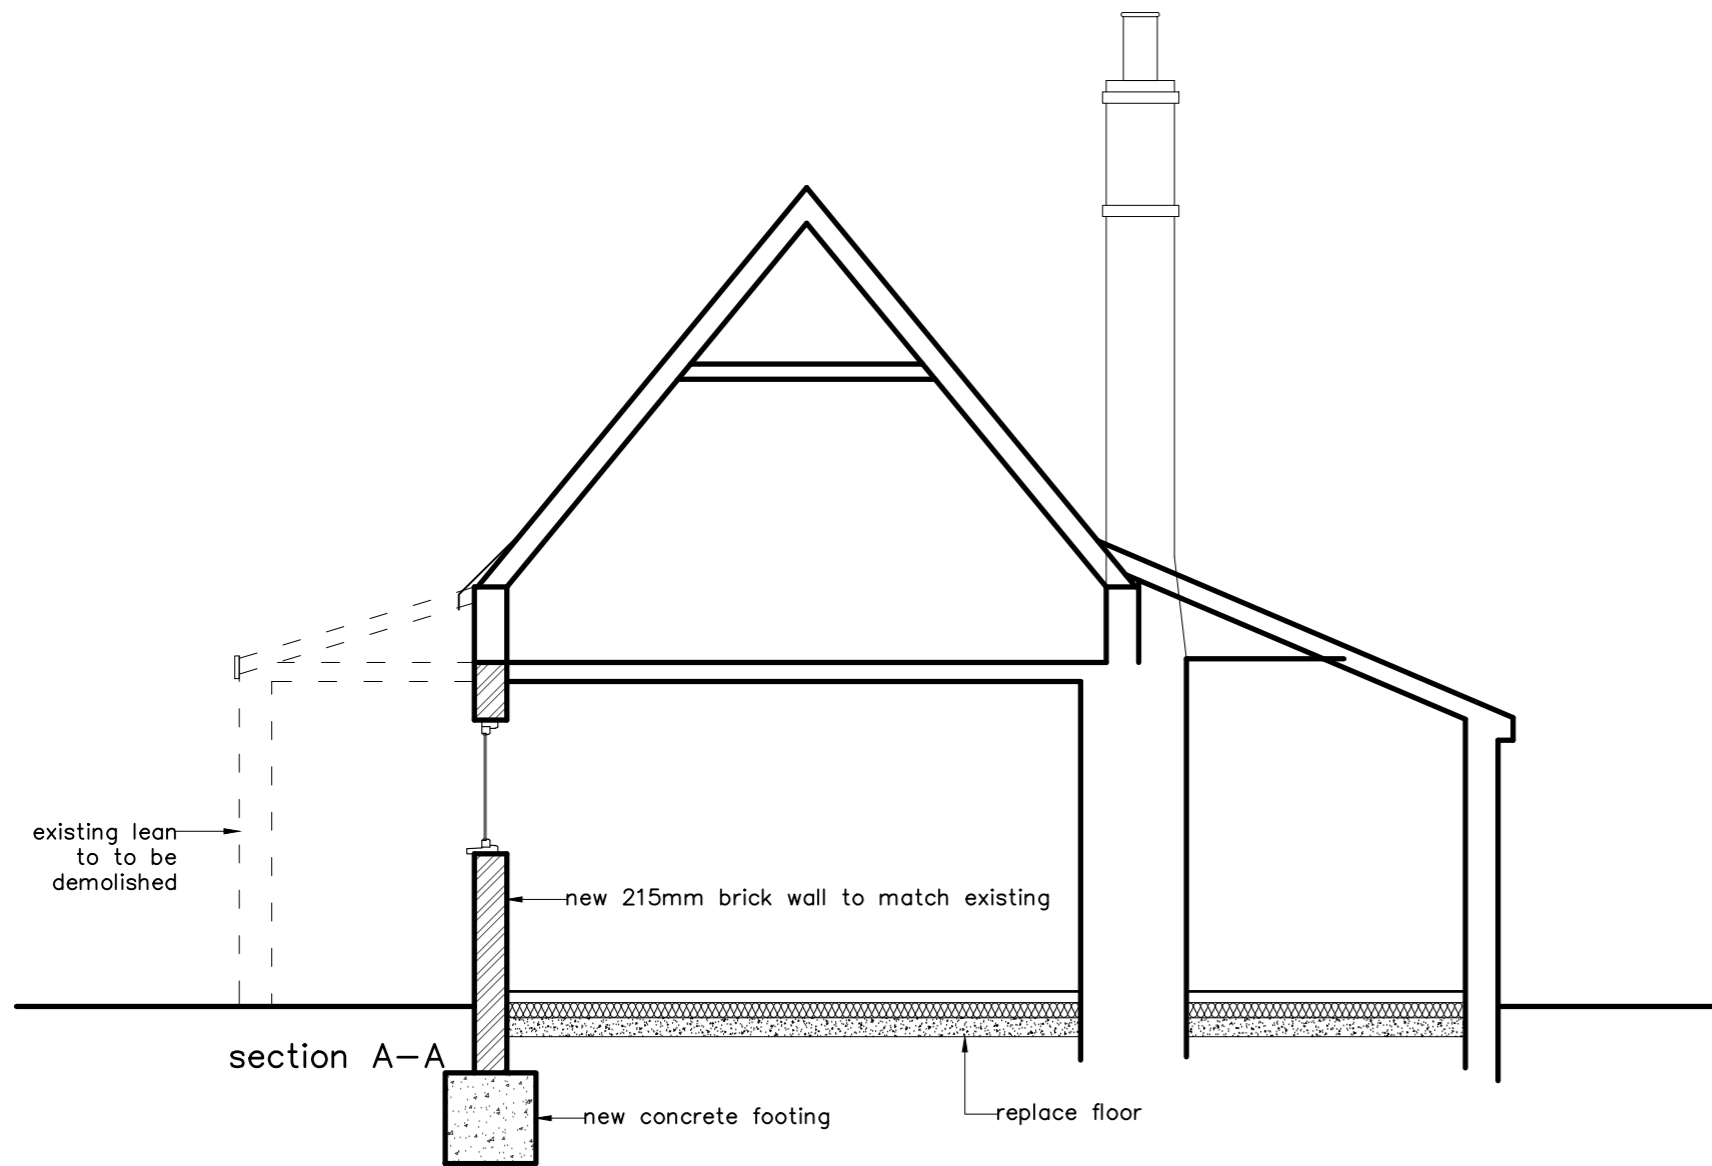 existing lean
to to be
demolished
new 215mm brick wall to match existing
section A-A
new concrete footing
replace floor